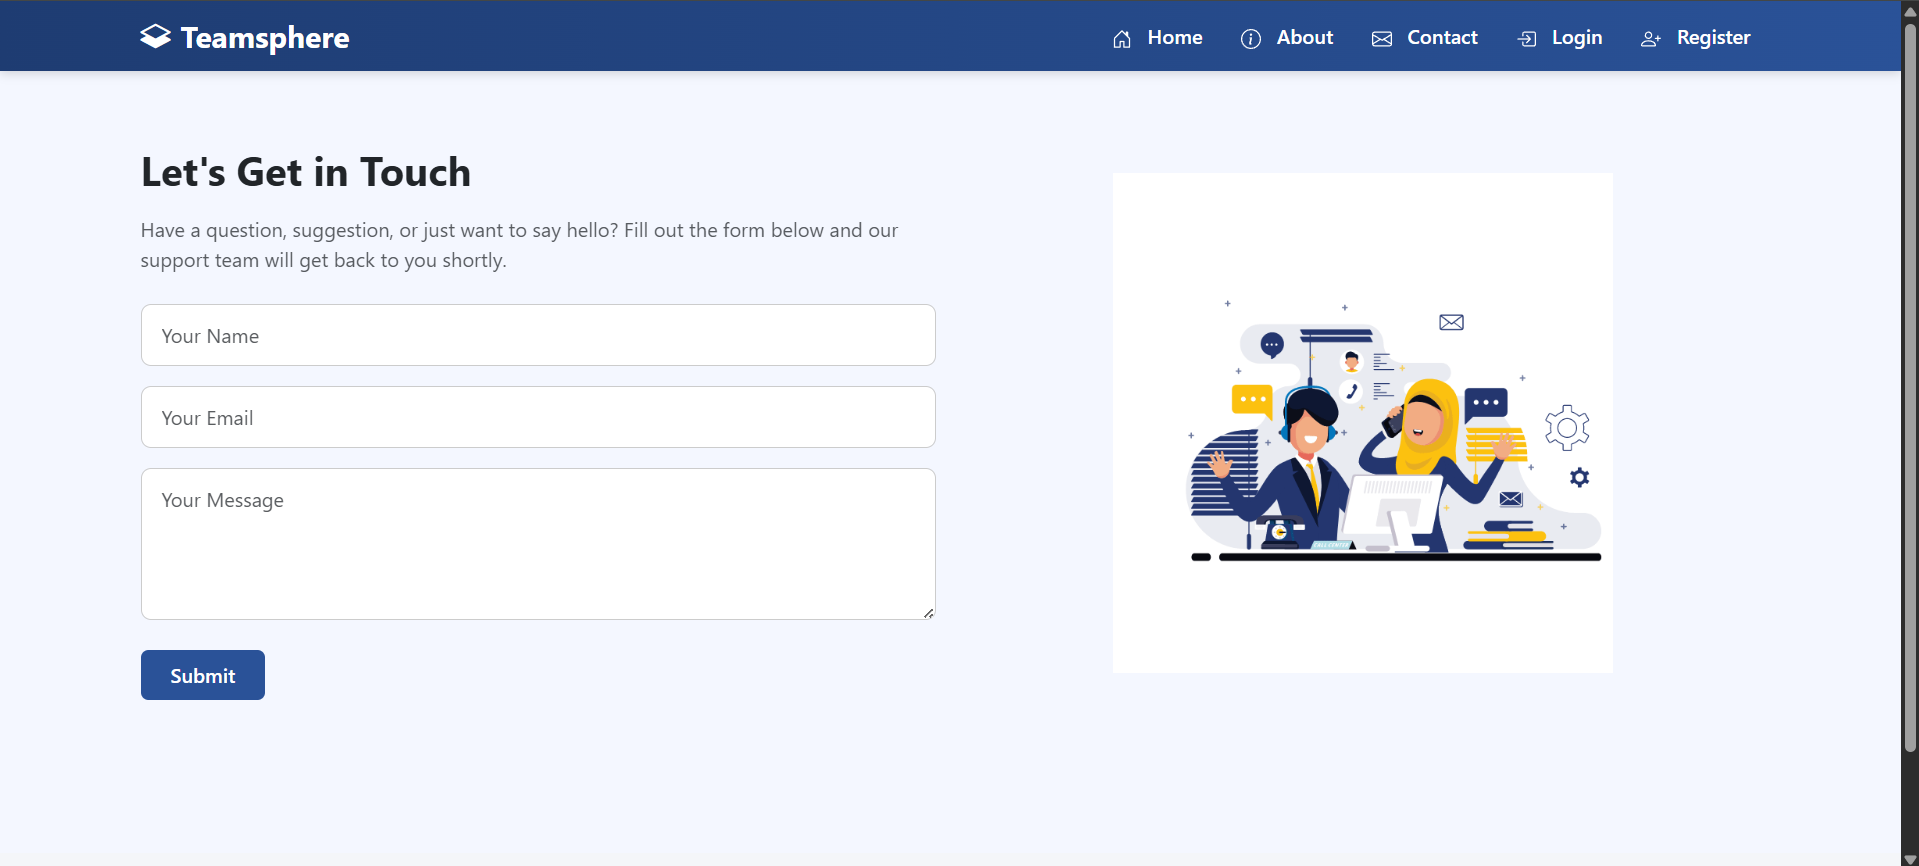 Teamsphere
Home
About
Contact
Login
Register
Let's Get in Touch
Have a question, suggestion, or just want to say hello? Fill out the form below and our
support team will get back to you shortly.
Your Name
Your Email
Your Message
Submit